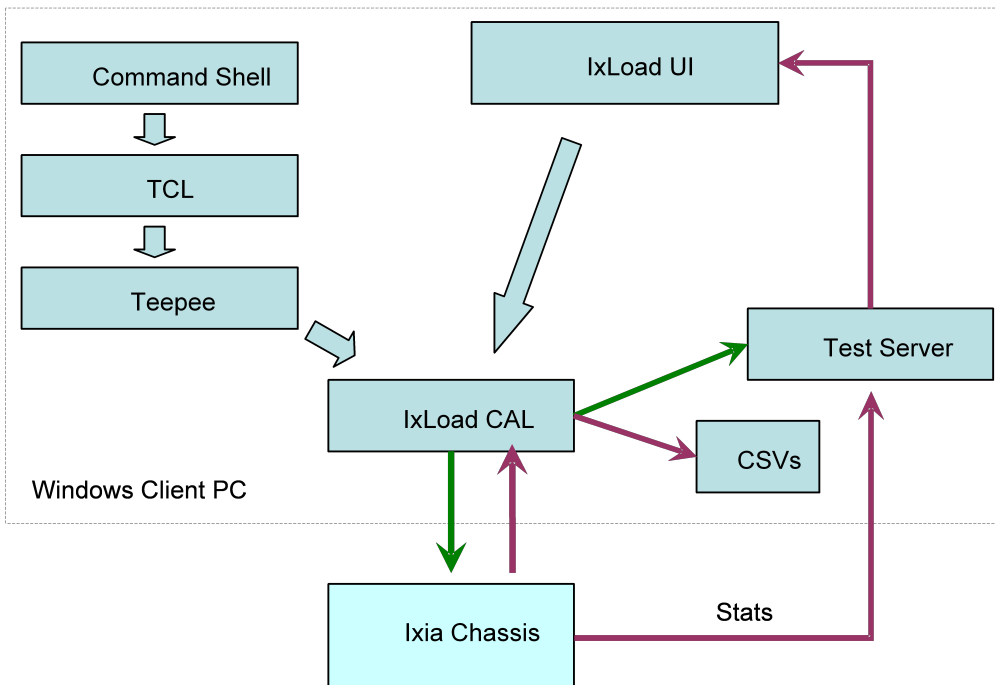 Command Shell
IxLoad UI
TCL
Teepee
Test Server
IxLoad CAL
CSVs
Windows Client PC
Stats
Ixia Chassis